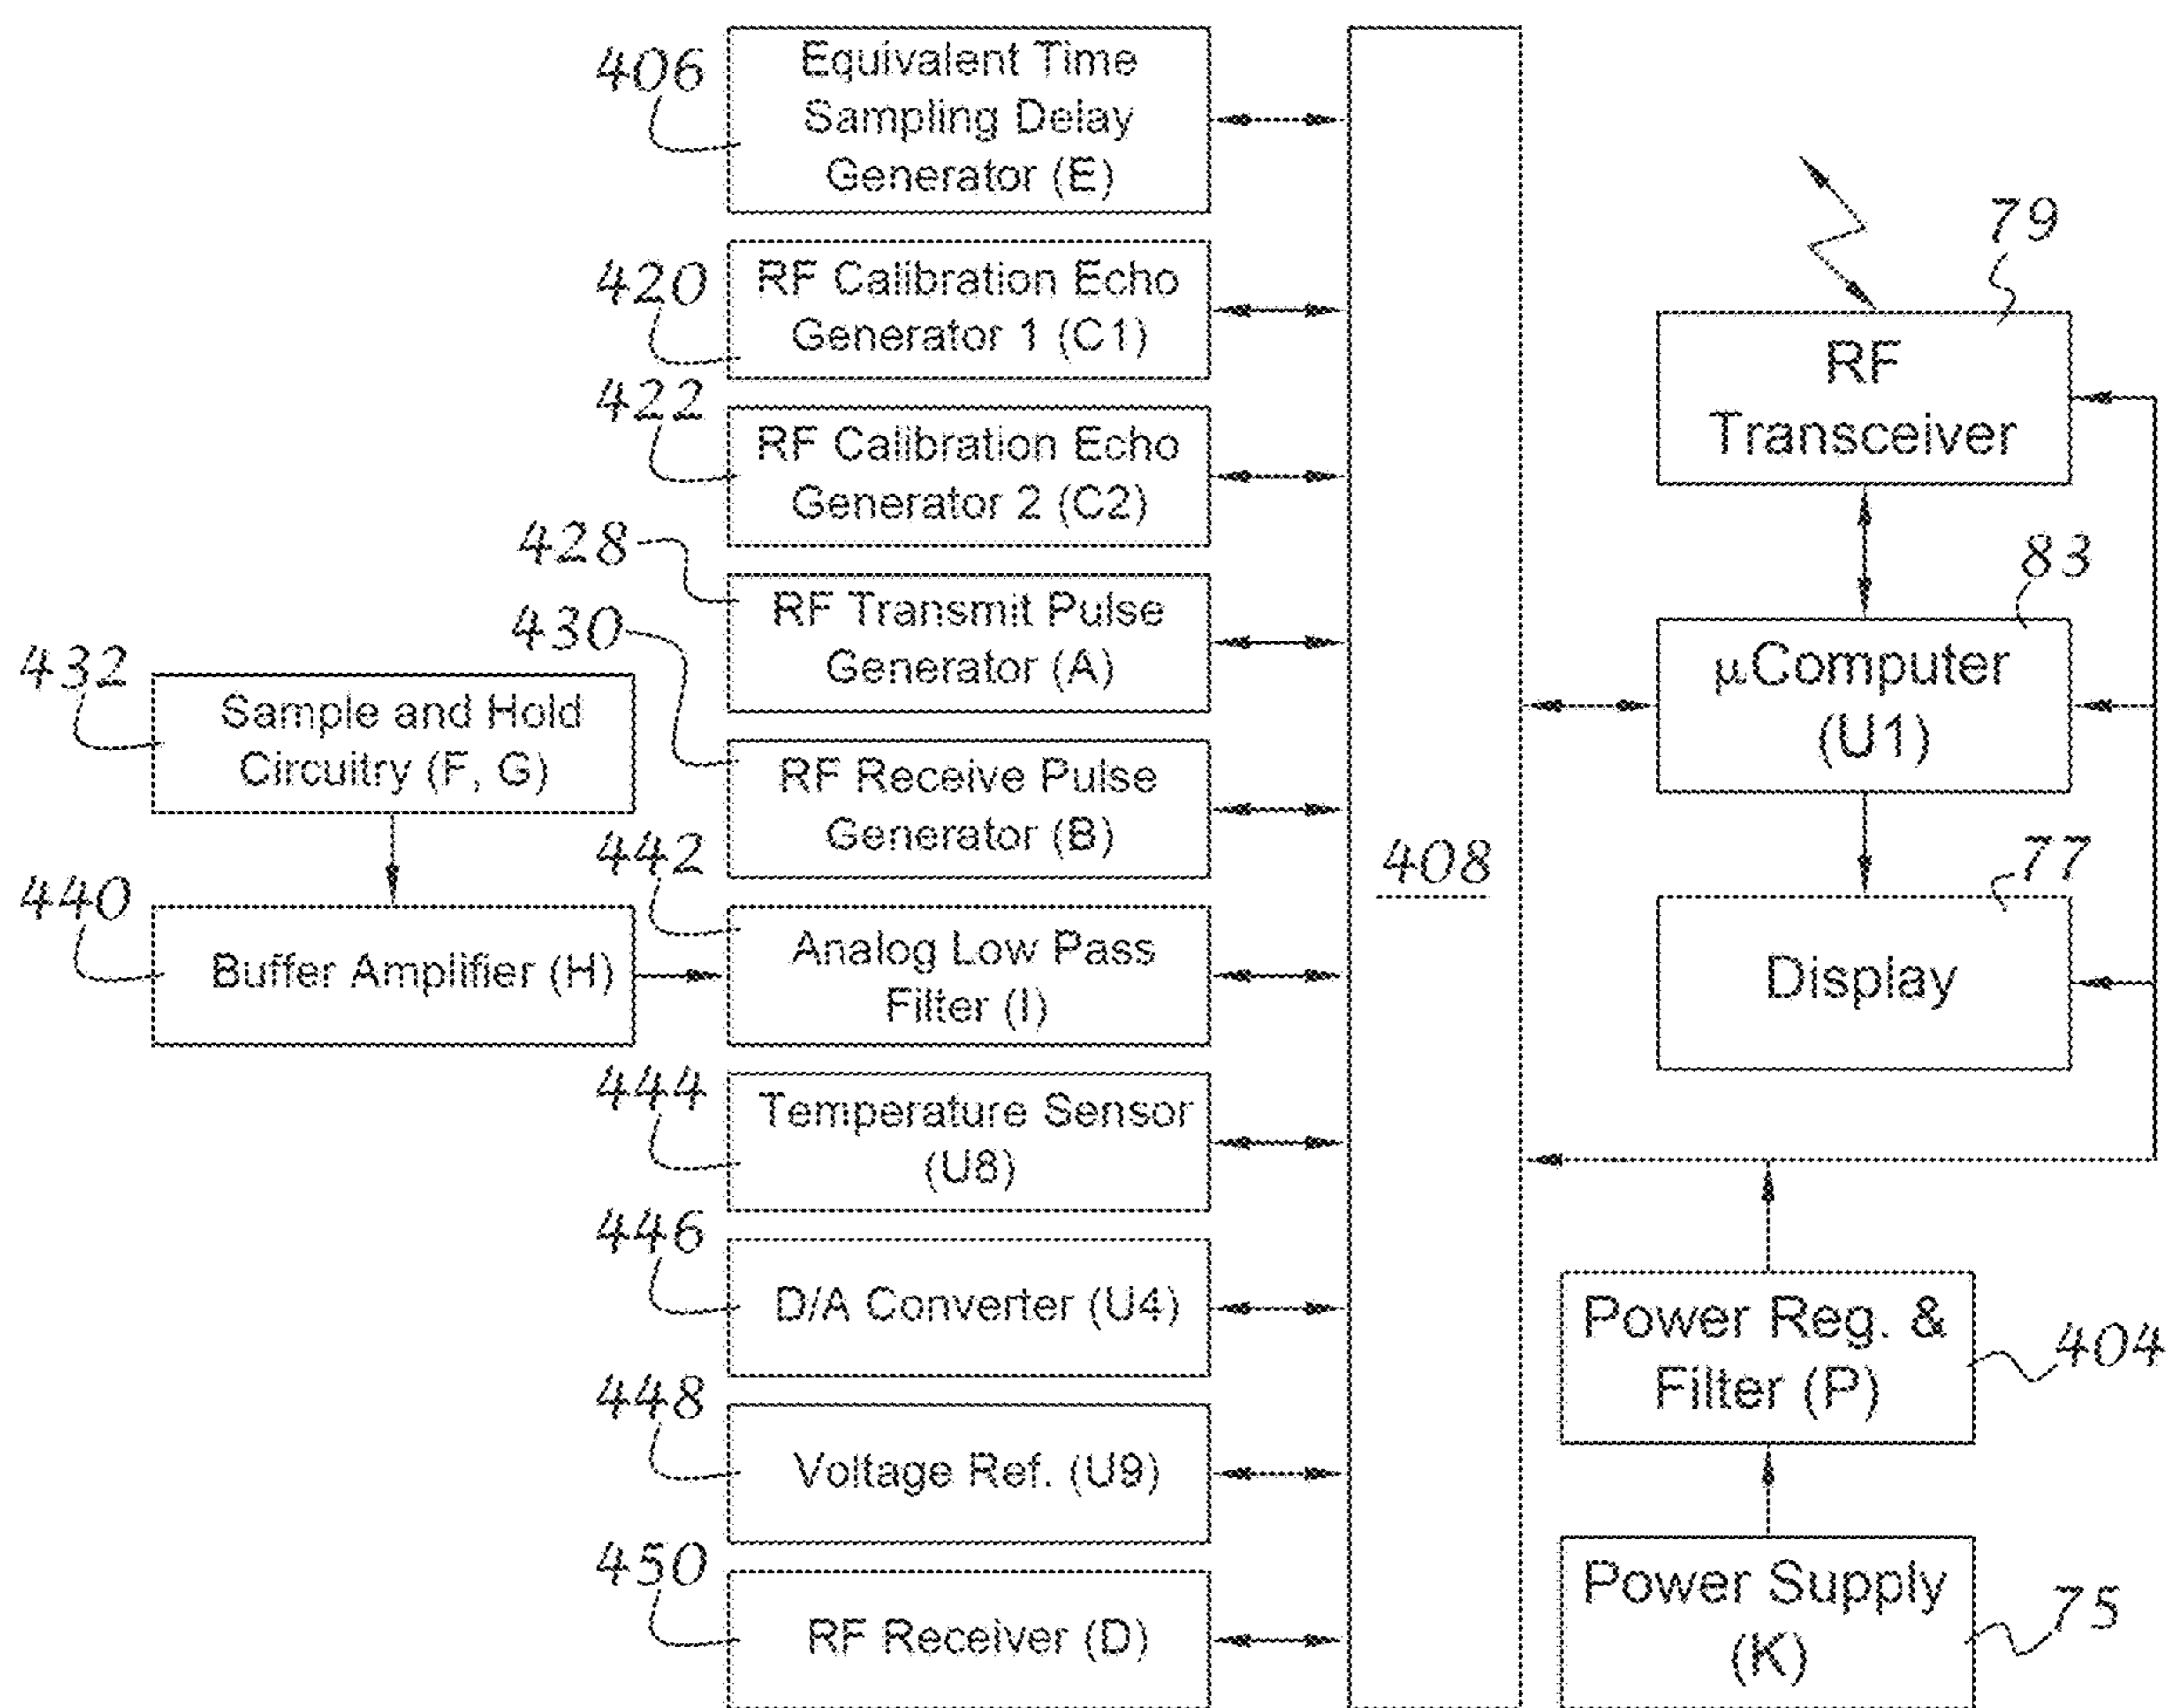 406
Equivalent Time
Sampling Delay
Generator (E)
420
RF Calibration Echo
Generator 1 (C1)
422
RF Calibration Echo
Generator 2 (C2)
428
RF Transmit Pulse
Generator (A)
430
RF Receive Pulse
Generator (B)
432
Sample and Hold
Circuitry (F, G)
440
Buffer Amplifier (H)
442
Analog Low Pass
Filter (I)
444
Temperature Sensor
(U8)
446
D/A Converter (U4)
448
Voltage Ref. (U9)
450
RF Receiver (D)
408
79
RF
Transceiver
83
µComputer
(U1)
77
Display
Power Reg. &
Filter (P)
404
Power Supply
(K)
75